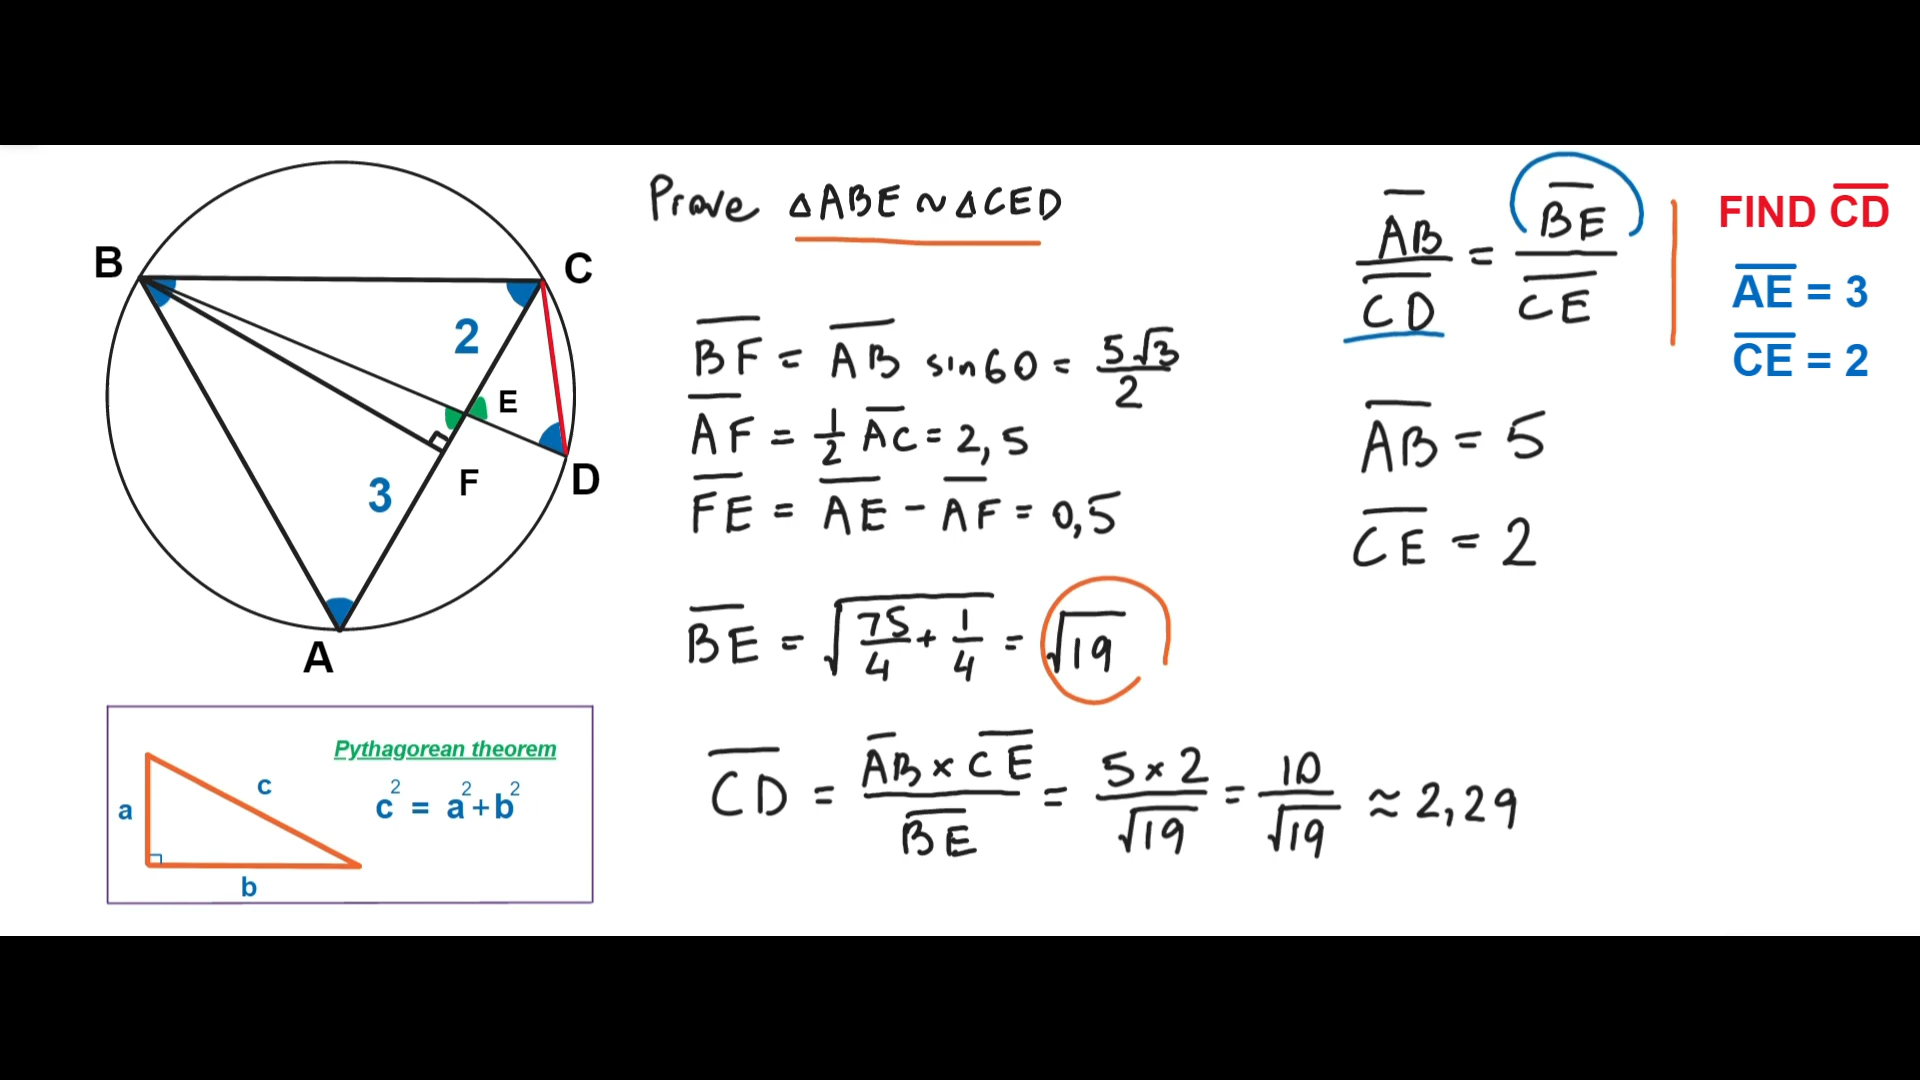 Prove △ABE ~ △CED
B
C
2
E
D
F
3
A
BF = AB sin60 = 5√3/2
AF = 1/2 AC = 2,5
FE = AE - AF = 0,5
BE = √(75/4 + 1/4) = √19
CD = AB × CE / BE = 5 × 2 / √19 = 10/√19 ≈ 2,29
AB/CD = BE/CE
AB = 5
CE = 2
FIND CD
AE = 3
CE = 2
Pythagorean theorem
c² = a² + b²
a
c
b